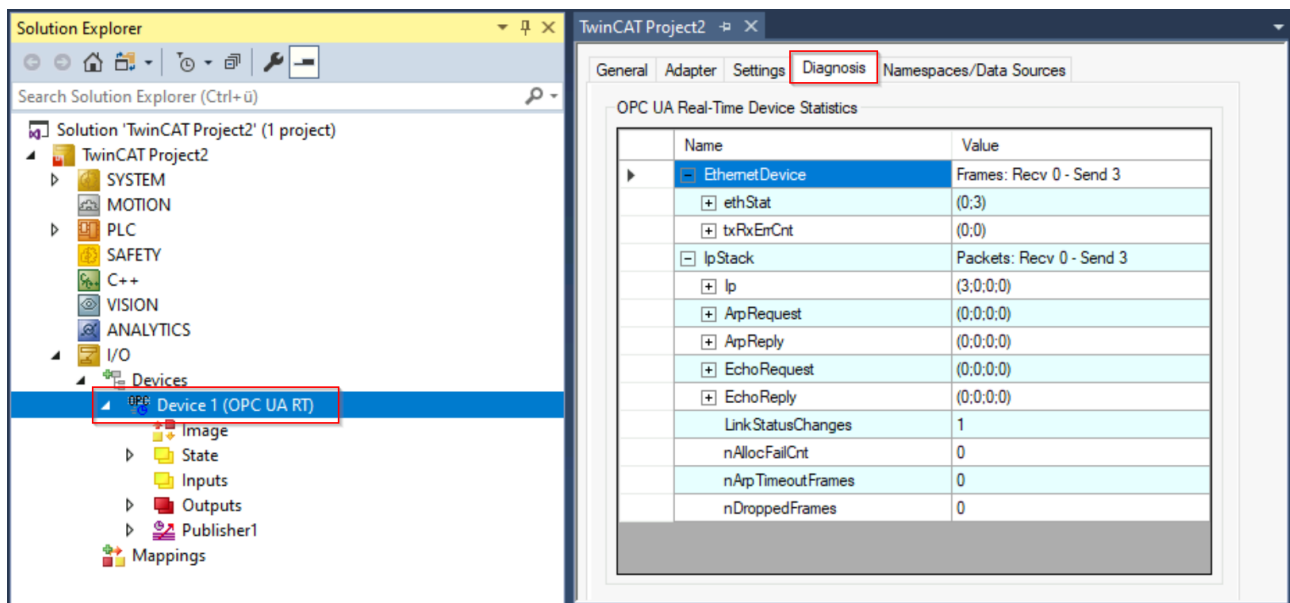 Solution Explorer
Search Solution Explorer (Ctrl+ü)
Solution 'TwinCAT Project2' (1 project)
TwinCAT Project2
SYSTEM
MOTION
PLC
SAFETY
C++
VISION
ANALYTICS
I/O
Devices
Device 1 (OPC UA RT)
Image
State
Inputs
Outputs
Publisher1
Mappings
TwinCAT Project2
General Adapter Settings Diagnosis Namespaces/Data Sources
OPC UA Real-Time Device Statistics
Name Value
EthernetDevice Frames: Recv 0 - Send 3
ethStat (0;3)
txRxErrCnt (0;0)
IpStack Packets: Recv 0 - Send 3
Ip (3;0;0;0)
ArpRequest (0;0;0;0)
ArpReply (0;0;0;0)
EchoRequest (0;0;0;0)
EchoReply (0;0;0;0)
LinkStatusChanges 1
nAllocFailCnt 0
nArpTimeoutFrames 0
nDroppedFrames 0